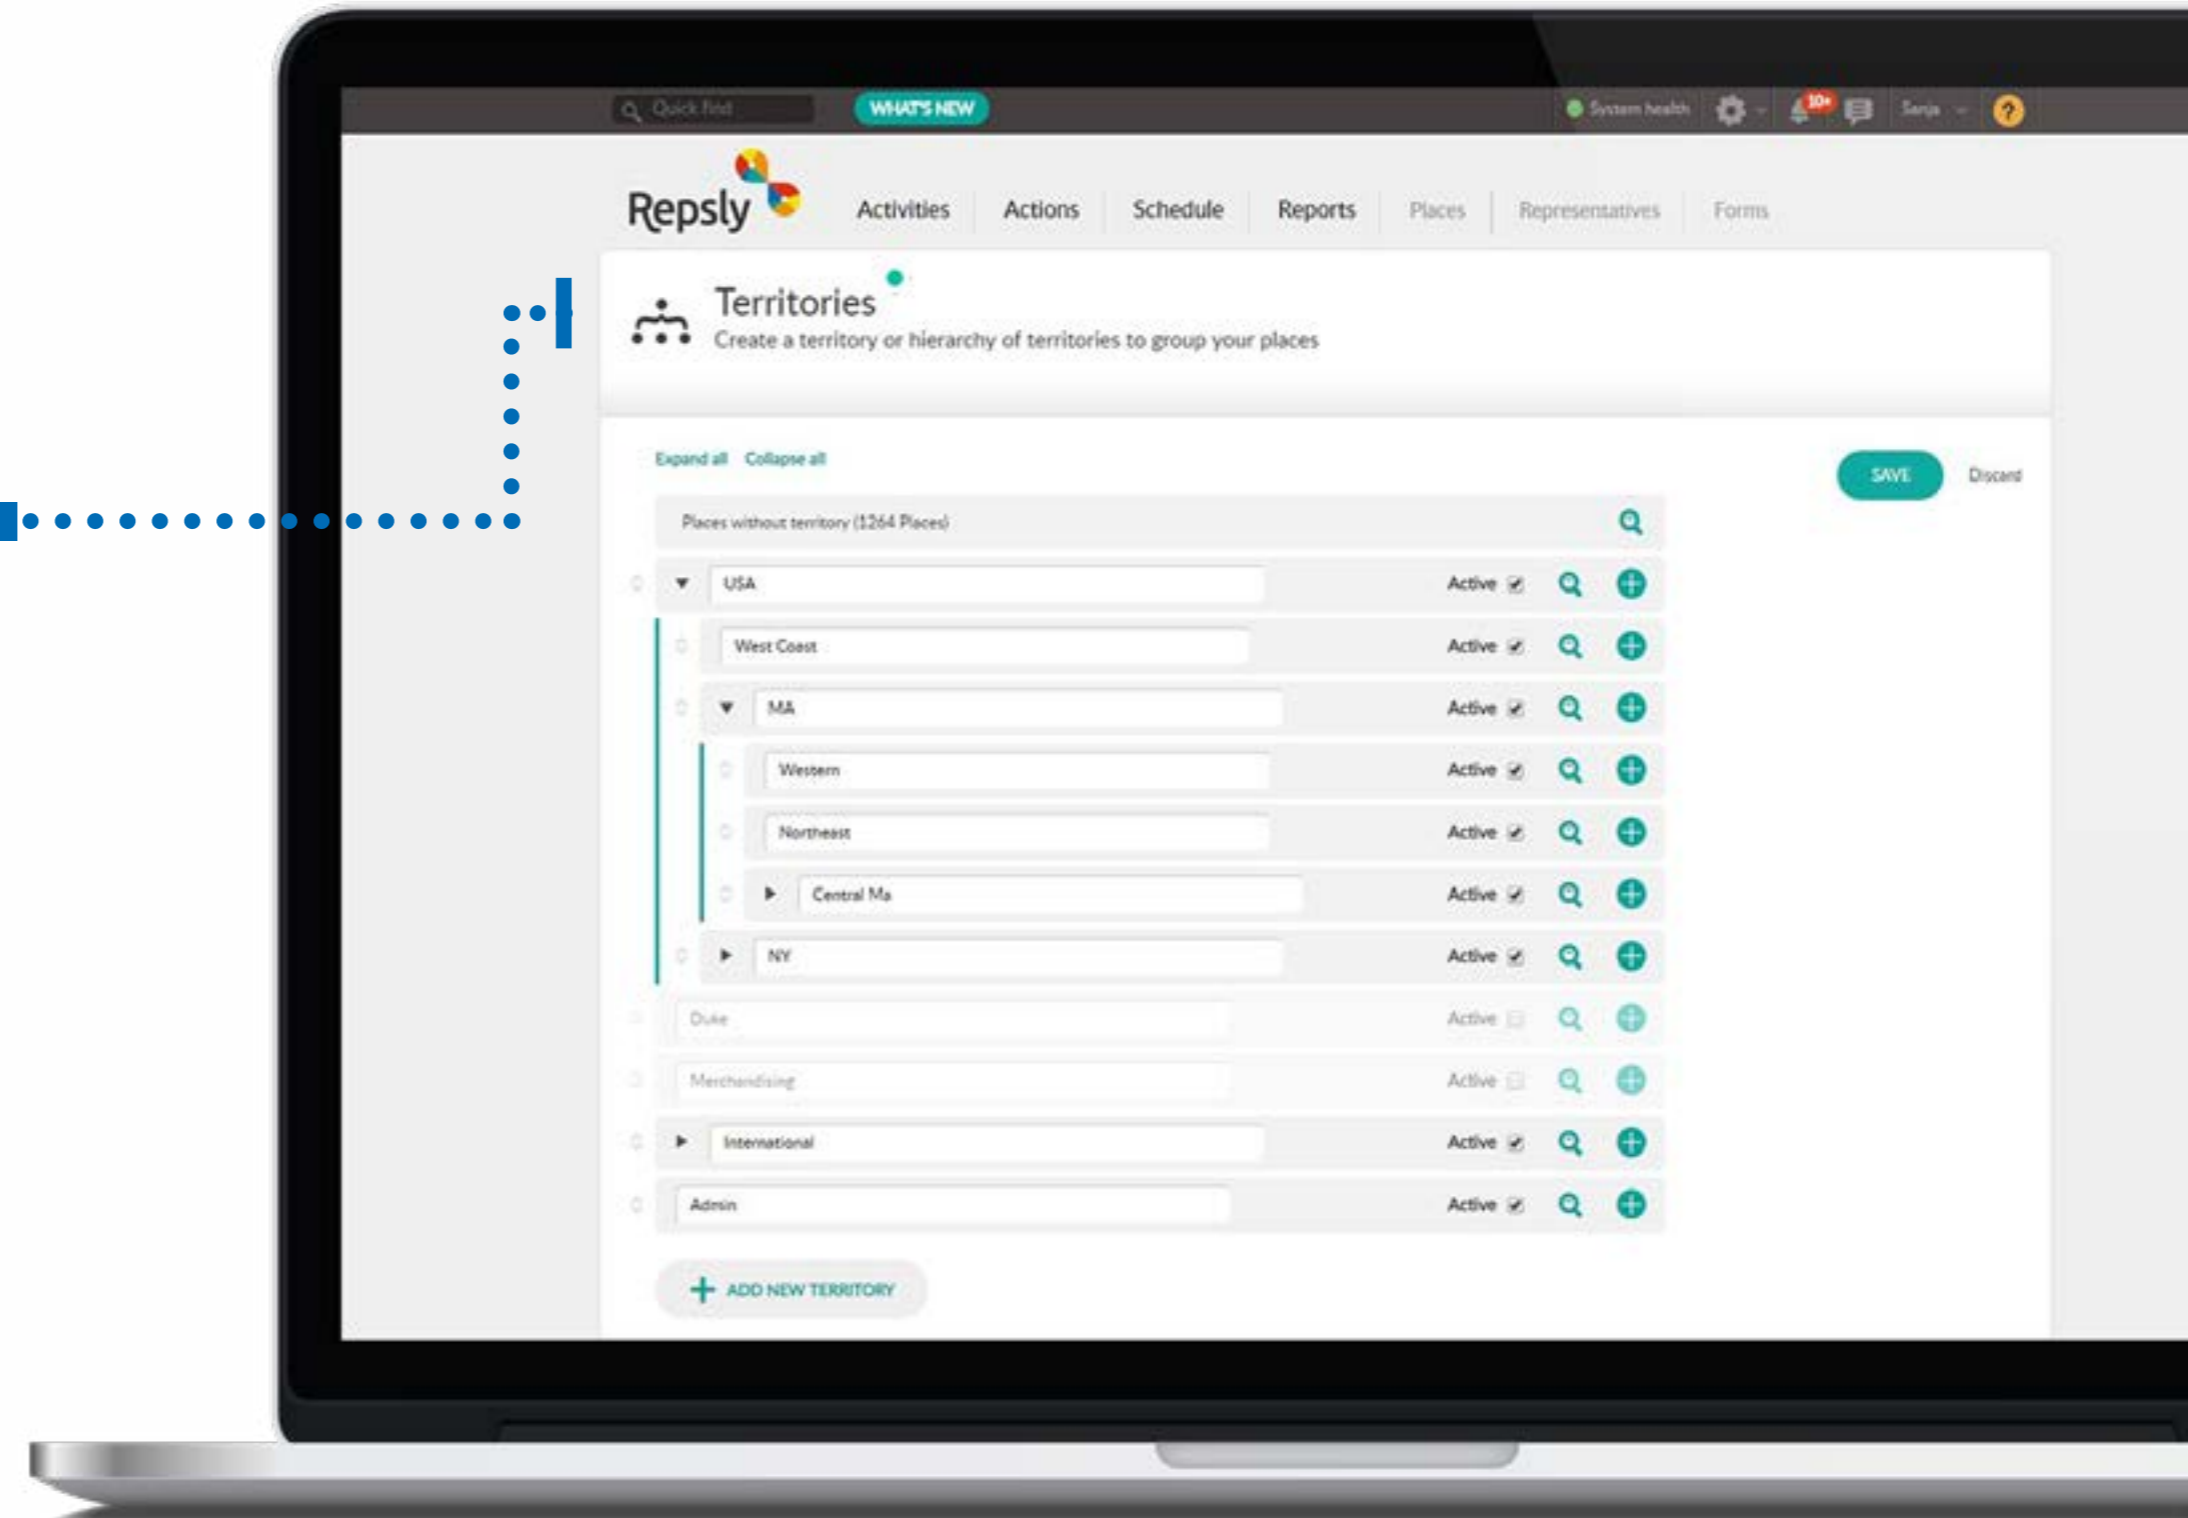 Quick find WHAT'S NEW System health 10+ Sanja ?
Repsly Activities Actions Schedule Reports Places Representatives Forms
Territories
Create a territory or hierarchy of territories to group your places
Expand all Collapse all SAVE Discard
Places without territory (1264 Places)
USA Active
West Coast Active
MA Active
Western Active
Northeast Active
Central Ma Active
NY Active
Duke Active
Merchandising Active
International Active
Admin Active
ADD NEW TERRITORY